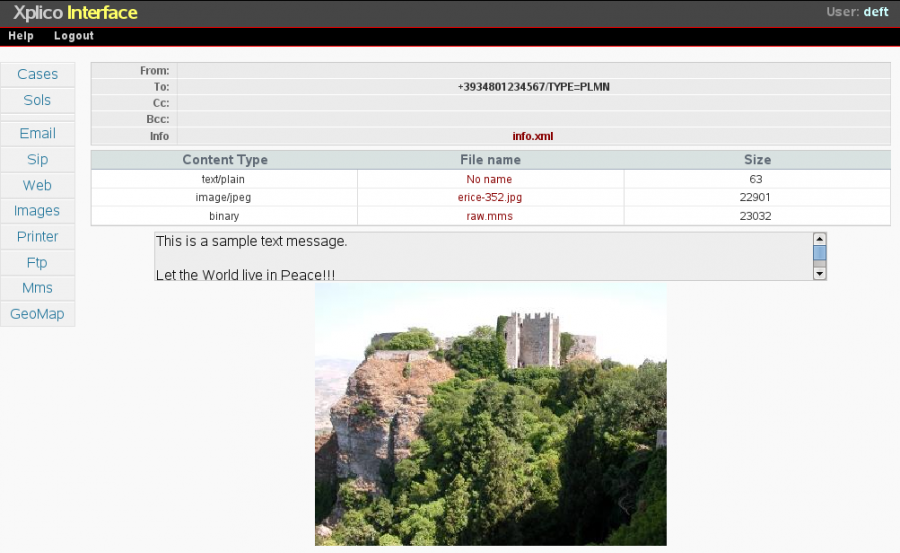 Xplico Interface
User: deft
Help Logout
Cases
Sols
Email
Sip
Web
Images
Printer
Ftp
Mms
GeoMap
From:
To: +3934801234567/TYPE=PLMN
Cc:
Bcc:
Info info.xml
Content Type File name Size
text/plain No name 63
image/jpeg erice-352.jpg 22901
binary raw.mms 23032
This is a sample text message.
Let the World live in Peace!!!